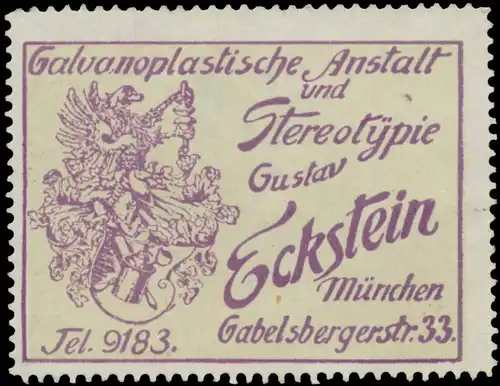 Galvanoplastische Anstalt
und
Stereotÿpie
Gustav
Eckstein
München
Tel. 9183.
Gabelsbergerstr. 33.